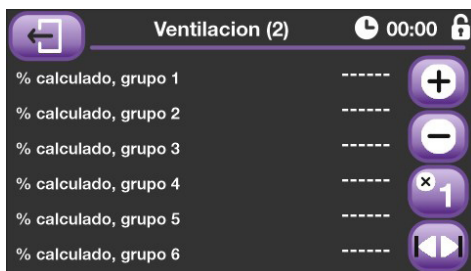 Ventilacion (2) 00:00
% calculado, grupo 1 ------
% calculado, grupo 2 ------
% calculado, grupo 3 ------
% calculado, grupo 4 ------
% calculado, grupo 5 ------
% calculado, grupo 6 ------
+
−
×1